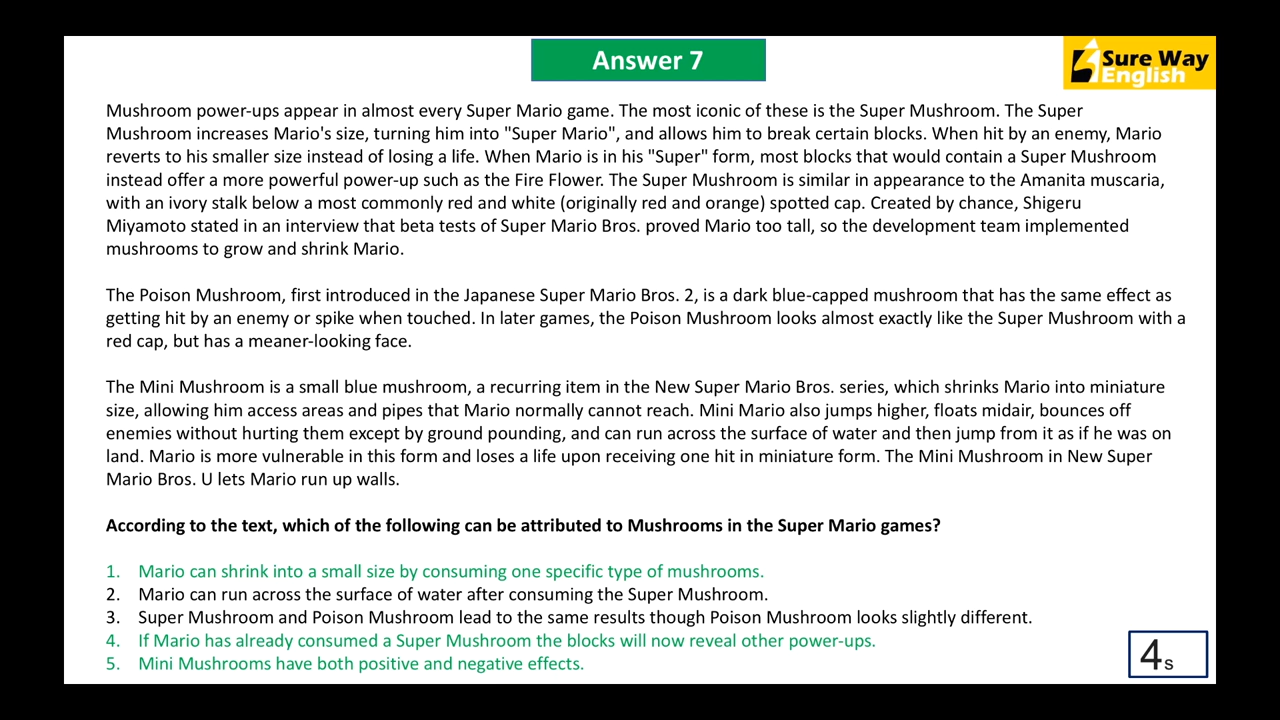 Answer 7
Sure Way
English
Mushroom power-ups appear in almost every Super Mario game. The most iconic of these is the Super Mushroom. The Super
Mushroom increases Mario's size, turning him into "Super Mario", and allows him to break certain blocks. When hit by an enemy, Mario
reverts to his smaller size instead of losing a life. When Mario is in his "Super" form, most blocks that would contain a Super Mushroom
instead offer a more powerful power-up such as the Fire Flower. The Super Mushroom is similar in appearance to the Amanita muscaria,
with an ivory stalk below a most commonly red and white (originally red and orange) spotted cap. Created by chance, Shigeru
Miyamoto stated in an interview that beta tests of Super Mario Bros. proved Mario too tall, so the development team implemented
mushrooms to grow and shrink Mario.
The Poison Mushroom, first introduced in the Japanese Super Mario Bros. 2, is a dark blue-capped mushroom that has the same effect as
getting hit by an enemy or spike when touched. In later games, the Poison Mushroom looks almost exactly like the Super Mushroom with a
red cap, but has a meaner-looking face.
The Mini Mushroom is a small blue mushroom, a recurring item in the New Super Mario Bros. series, which shrinks Mario into miniature
size, allowing him access areas and pipes that Mario normally cannot reach. Mini Mario also jumps higher, floats midair, bounces off
enemies without hurting them except by ground pounding, and can run across the surface of water and then jump from it as if he was on
land. Mario is more vulnerable in this form and loses a life upon receiving one hit in miniature form. The Mini Mushroom in New Super
Mario Bros. U lets Mario run up walls.
According to the text, which of the following can be attributed to Mushrooms in the Super Mario games?
1. Mario can shrink into a small size by consuming one specific type of mushrooms.
2. Mario can run across the surface of water after consuming the Super Mushroom.
3. Super Mushroom and Poison Mushroom lead to the same results though Poison Mushroom looks slightly different.
4. If Mario has already consumed a Super Mushroom the blocks will now reveal other power-ups.
5. Mini Mushrooms have both positive and negative effects.
4s